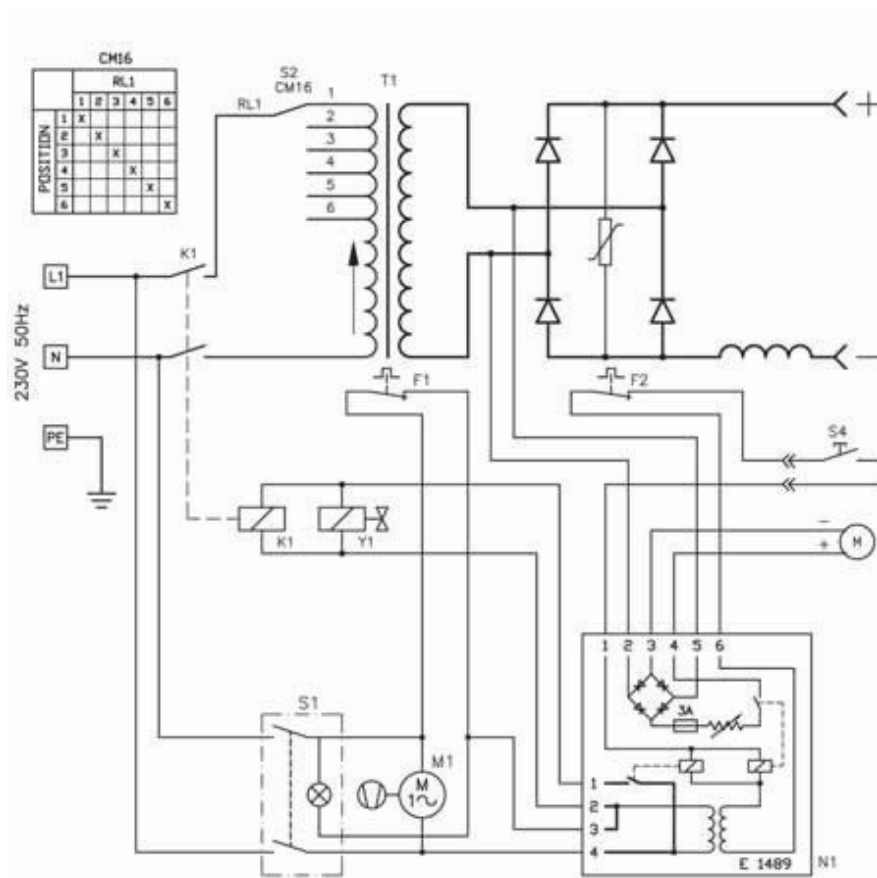 CM16
RL1
1 2 3 4 5 6
POSITION
1 X
2 X
3 X
4 X
5 X
6 X
S2
CM16
RL1
T1
1
2
3
4
5
6
+
K1
L1
N
230V 50Hz
PE
F1
F2
-
S4
K1
Y1
-
+
M
1 2 3 4 5 6
S1
3A
M1
M
1~
1
2
3
4
E 1489
N1